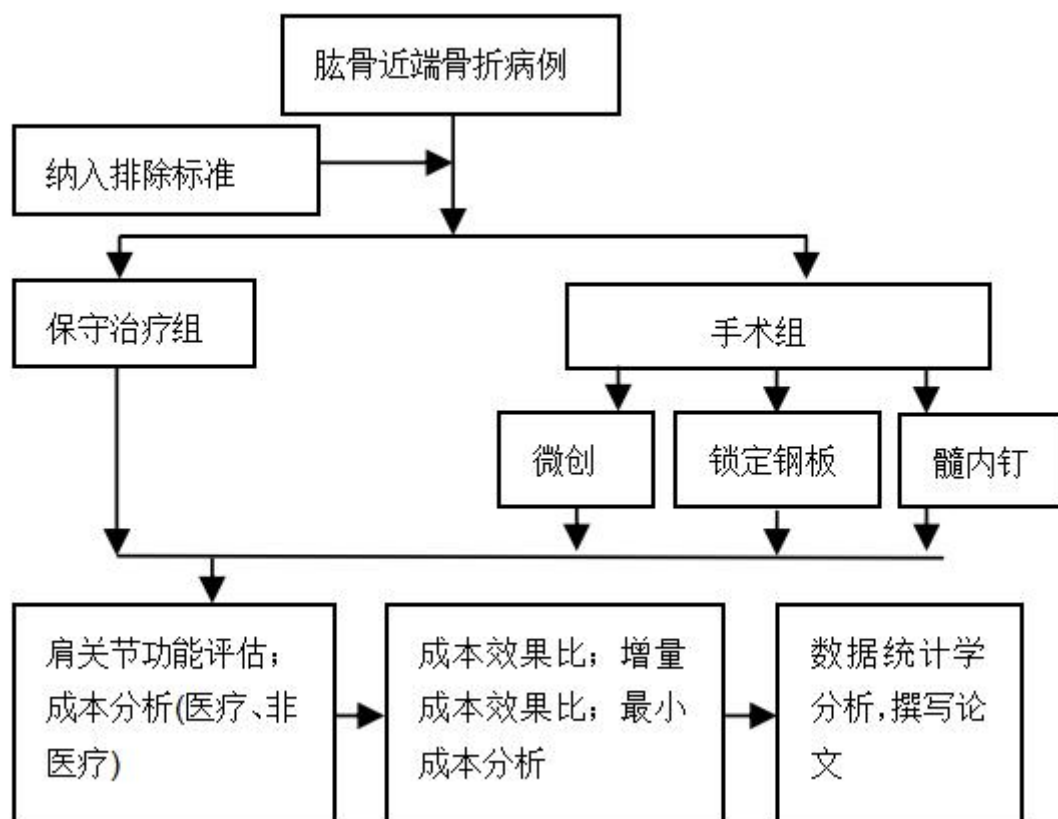 肱骨近端骨折病例
纳入排除标准
保守治疗组
手术组
微创
锁定钢板
髓内钉
肩关节功能评估；
成本分析(医疗、非
医疗)
成本效果比；增量
成本效果比；最小
成本分析
数据统计学
分析,撰写论
文